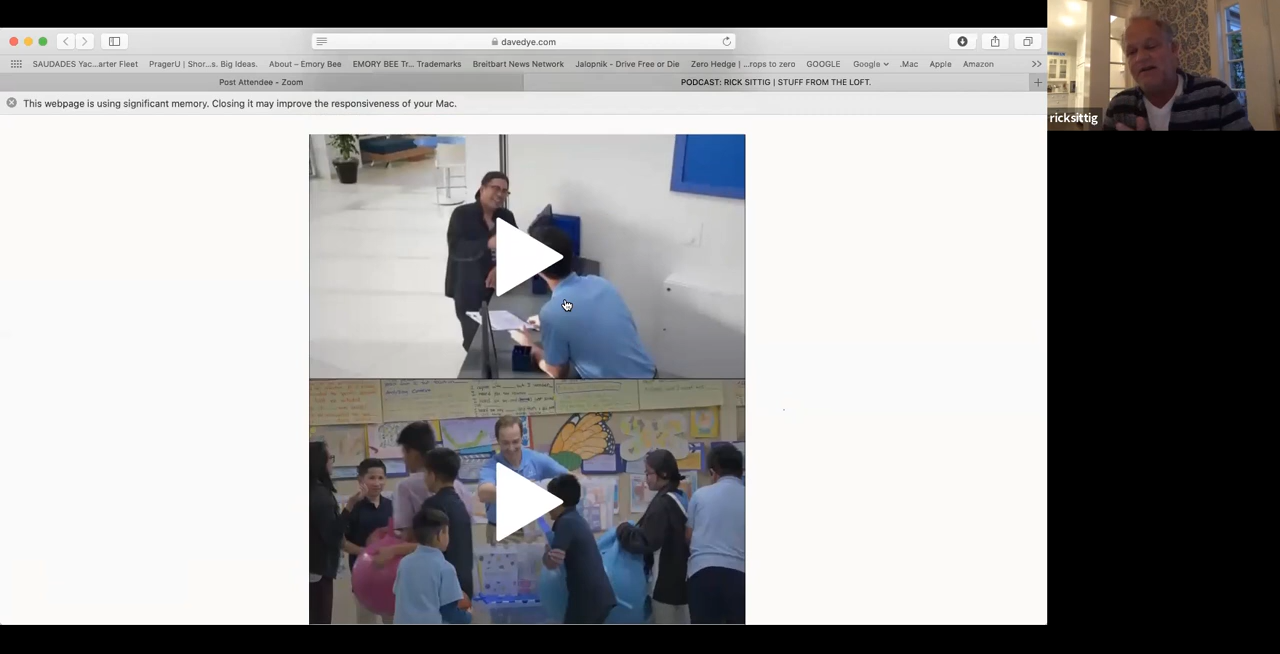 davedye.com
SAUDADES Yac...arter Fleet PragerU | Shor...s. Big Ideas. About – Emory Bee EMORY BEE Tr... Trademarks Breitbart News Network Jalopnik - Drive Free or Die Zero Hedge | ...rops to zero GOOGLE Google .Mac Apple Amazon >>
Post Attendee - Zoom PODCAST: RICK SITTIG | STUFF FROM THE LOFT. +
This webpage is using significant memory. Closing it may improve the responsiveness of your Mac.
ricksittig